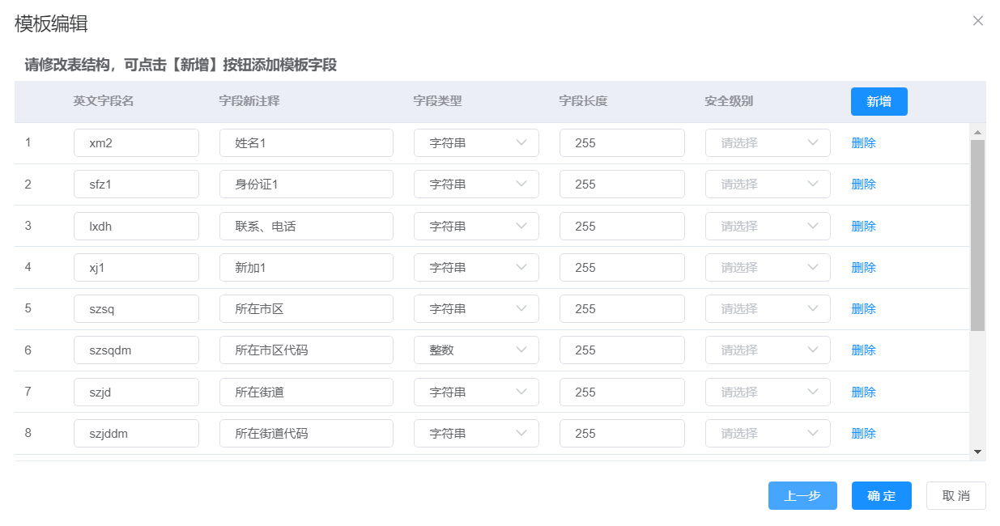 模板编辑
请修改表结构，可点击【新增】按钮添加模板字段
英文字段名 字段新注释 字段类型 字段长度 安全级别 新增
1 xm2 姓名1 字符串 255 请选择 删除
2 sfz1 身份证1 字符串 255 请选择 删除
3 lxdh 联系、电话 字符串 255 请选择 删除
4 xj1 新加1 字符串 255 请选择 删除
5 szsq 所在市区 字符串 255 请选择 删除
6 szsqdm 所在市区代码 整数 255 请选择 删除
7 szjd 所在街道 字符串 255 请选择 删除
8 szjddm 所在街道代码 字符串 255 请选择 删除
上一步 确定 取消